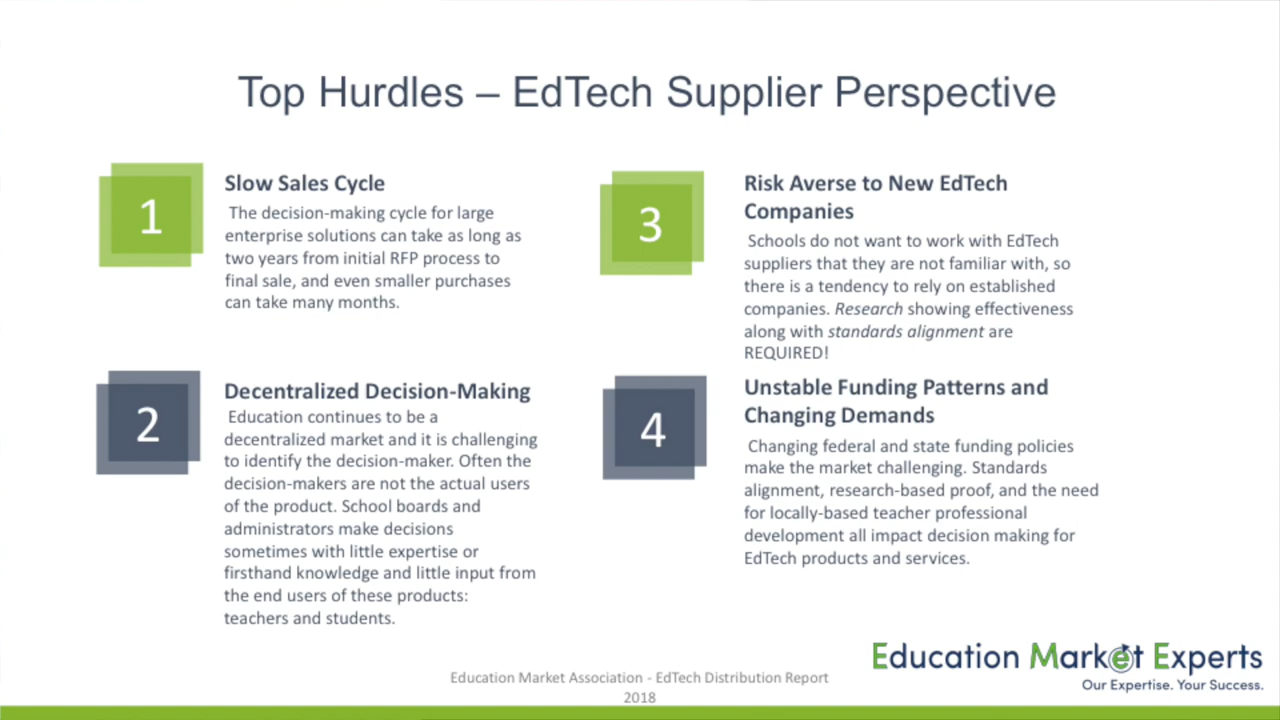 Top Hurdles – EdTech Supplier Perspective
1
Slow Sales Cycle
The decision-making cycle for large
enterprise solutions can take as long as
two years from initial RFP process to
final sale, and even smaller purchases
can take many months.
2
Decentralized Decision-Making
Education continues to be a
decentralized market and it is challenging
to identify the decision-maker. Often the
decision-makers are not the actual users
of the product. School boards and
administrators make decisions
sometimes with little expertise or
firsthand knowledge and little input from
the end users of these products:
teachers and students.
3
Risk Averse to New EdTech
Companies
Schools do not want to work with EdTech
suppliers that they are not familiar with, so
there is a tendency to rely on established
companies. Research showing effectiveness
along with standards alignment are
REQUIRED!
4
Unstable Funding Patterns and
Changing Demands
Changing federal and state funding policies
make the market challenging. Standards
alignment, research-based proof, and the need
for locally-based teacher professional
development all impact decision making for
EdTech products and services.
Education Market Association - EdTech Distribution Report
2018
Education Market Experts
Our Expertise. Your Success.